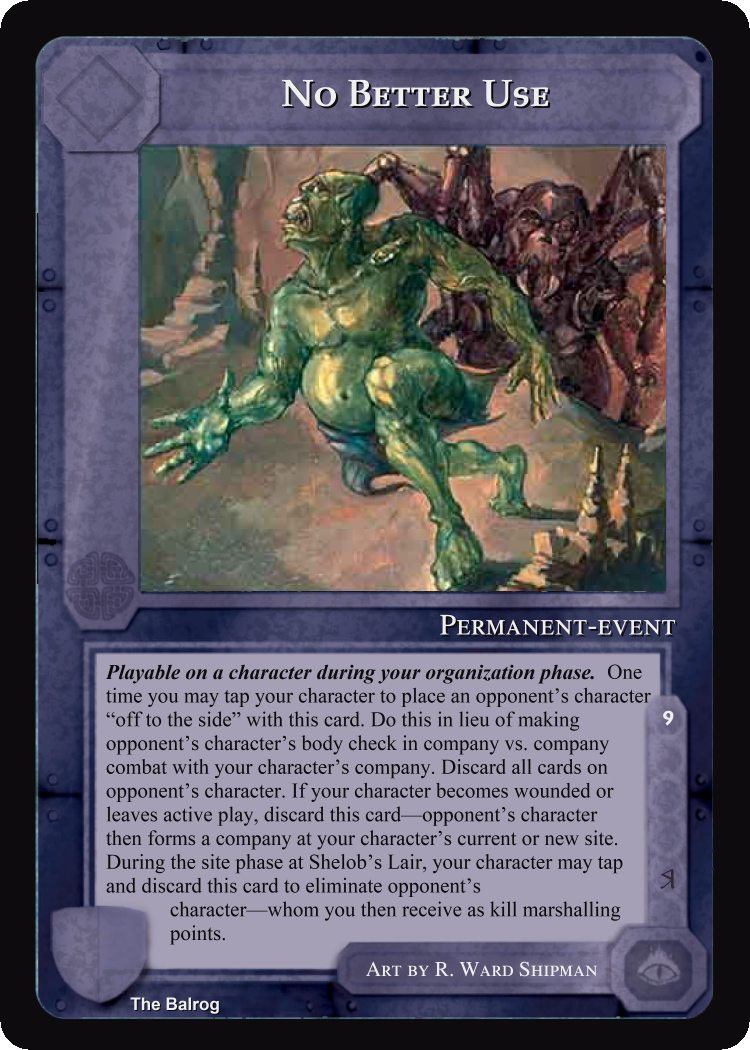 No Better Use
Permanent-event
Playable on a character during your organization phase. One
time you may tap your character to place an opponent's character
“off to the side” with this card. Do this in lieu of making
opponent's character's body check in company vs. company
combat with your character's company. Discard all cards on
opponent's character. If your character becomes wounded or
leaves active play, discard this card—opponent's character
then forms a company at your character's current or new site.
During the site phase at Shelob's Lair, your character may tap
and discard this card to eliminate opponent's
character—whom you then receive as kill marshalling
points.
9
Art by R. Ward Shipman
The Balrog